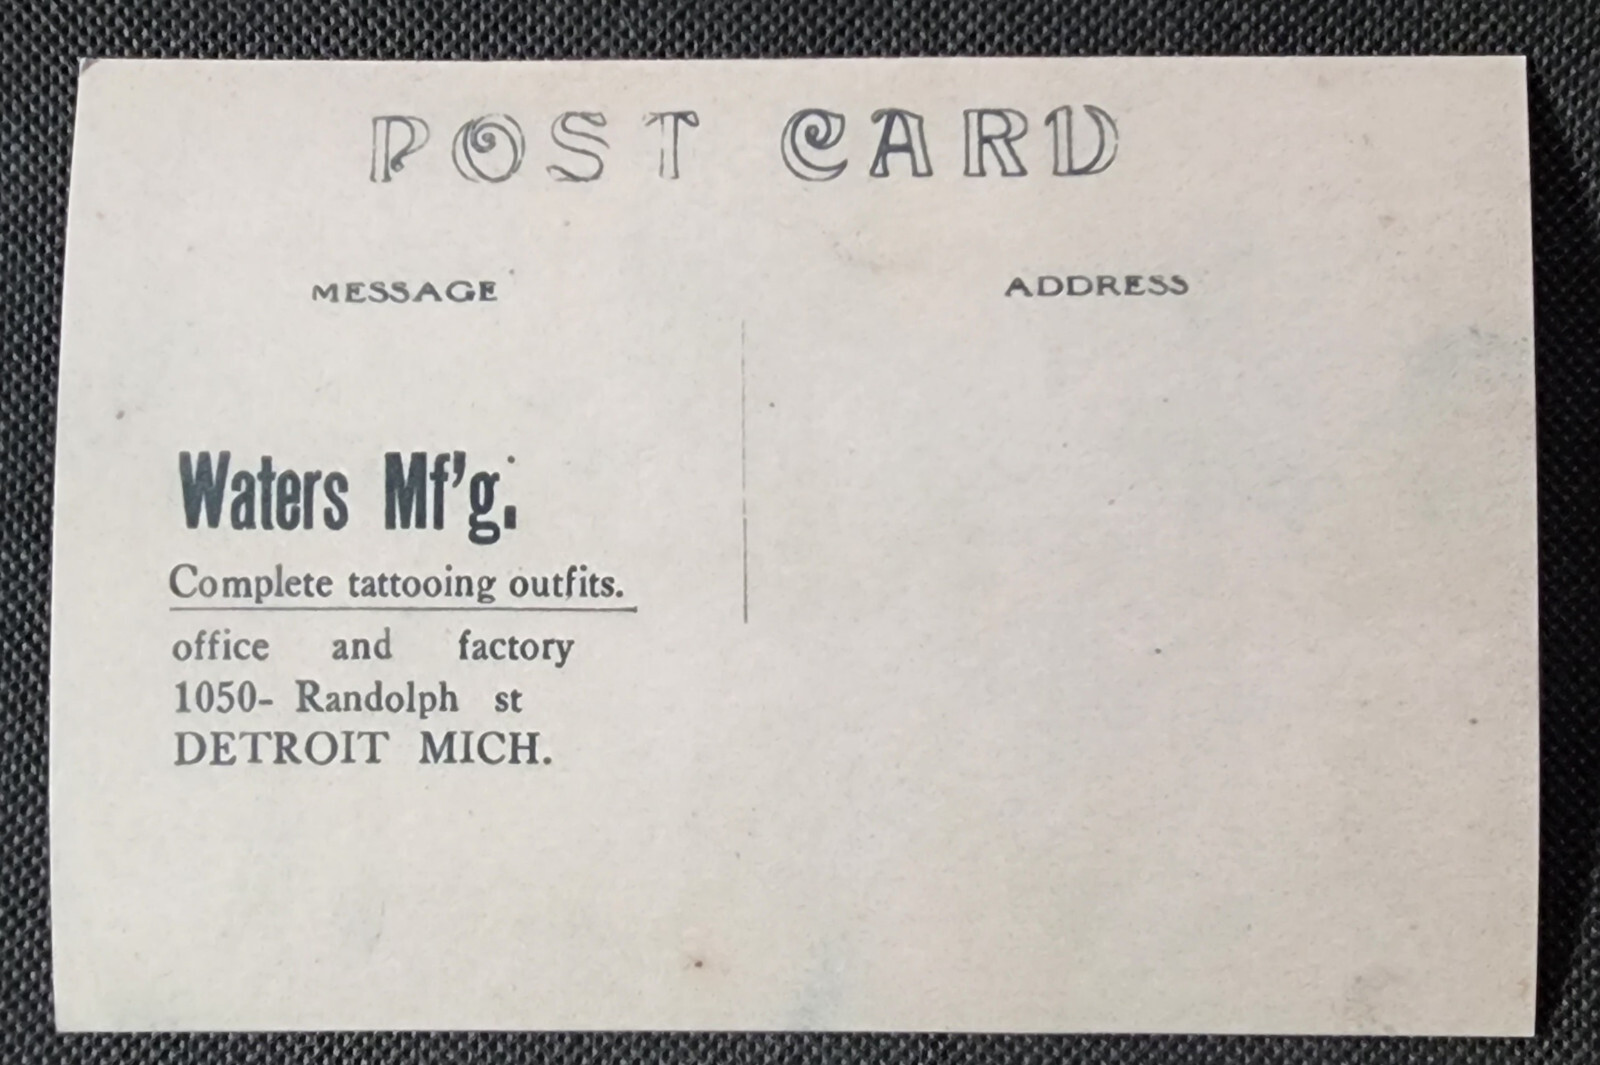 POST CARD
MESSAGE
ADDRESS
Waters Mf'g.
Complete tattooing outfits.
office and factory
1050- Randolph st
DETROIT MICH.